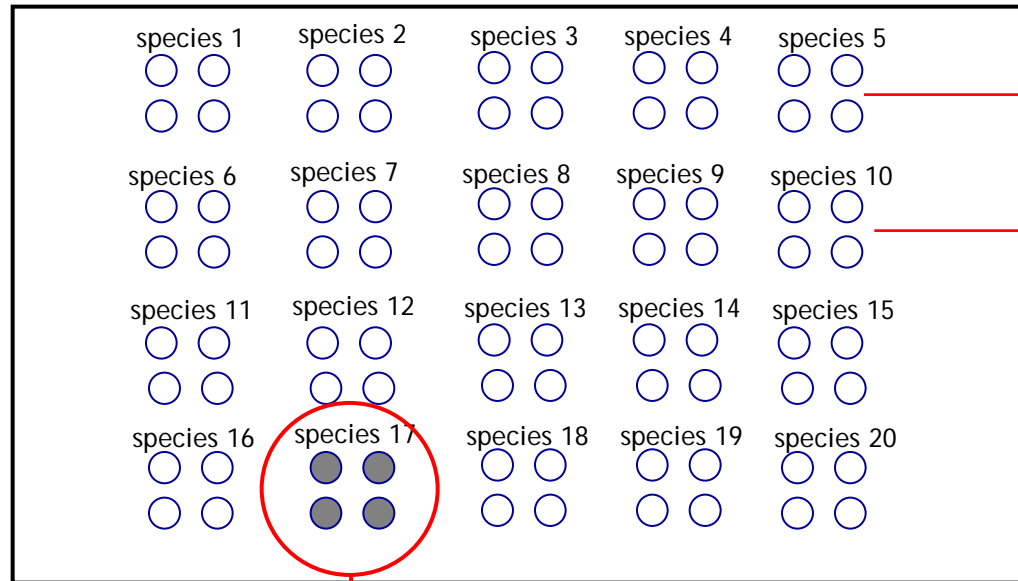 species 1 species 2 species 3 species 4 species 5
species 6 species 7 species 8 species 9 species 10
species 11 species 12 species 13 species 14 species 15
species 16 species 17 species 18 species 19 species 20